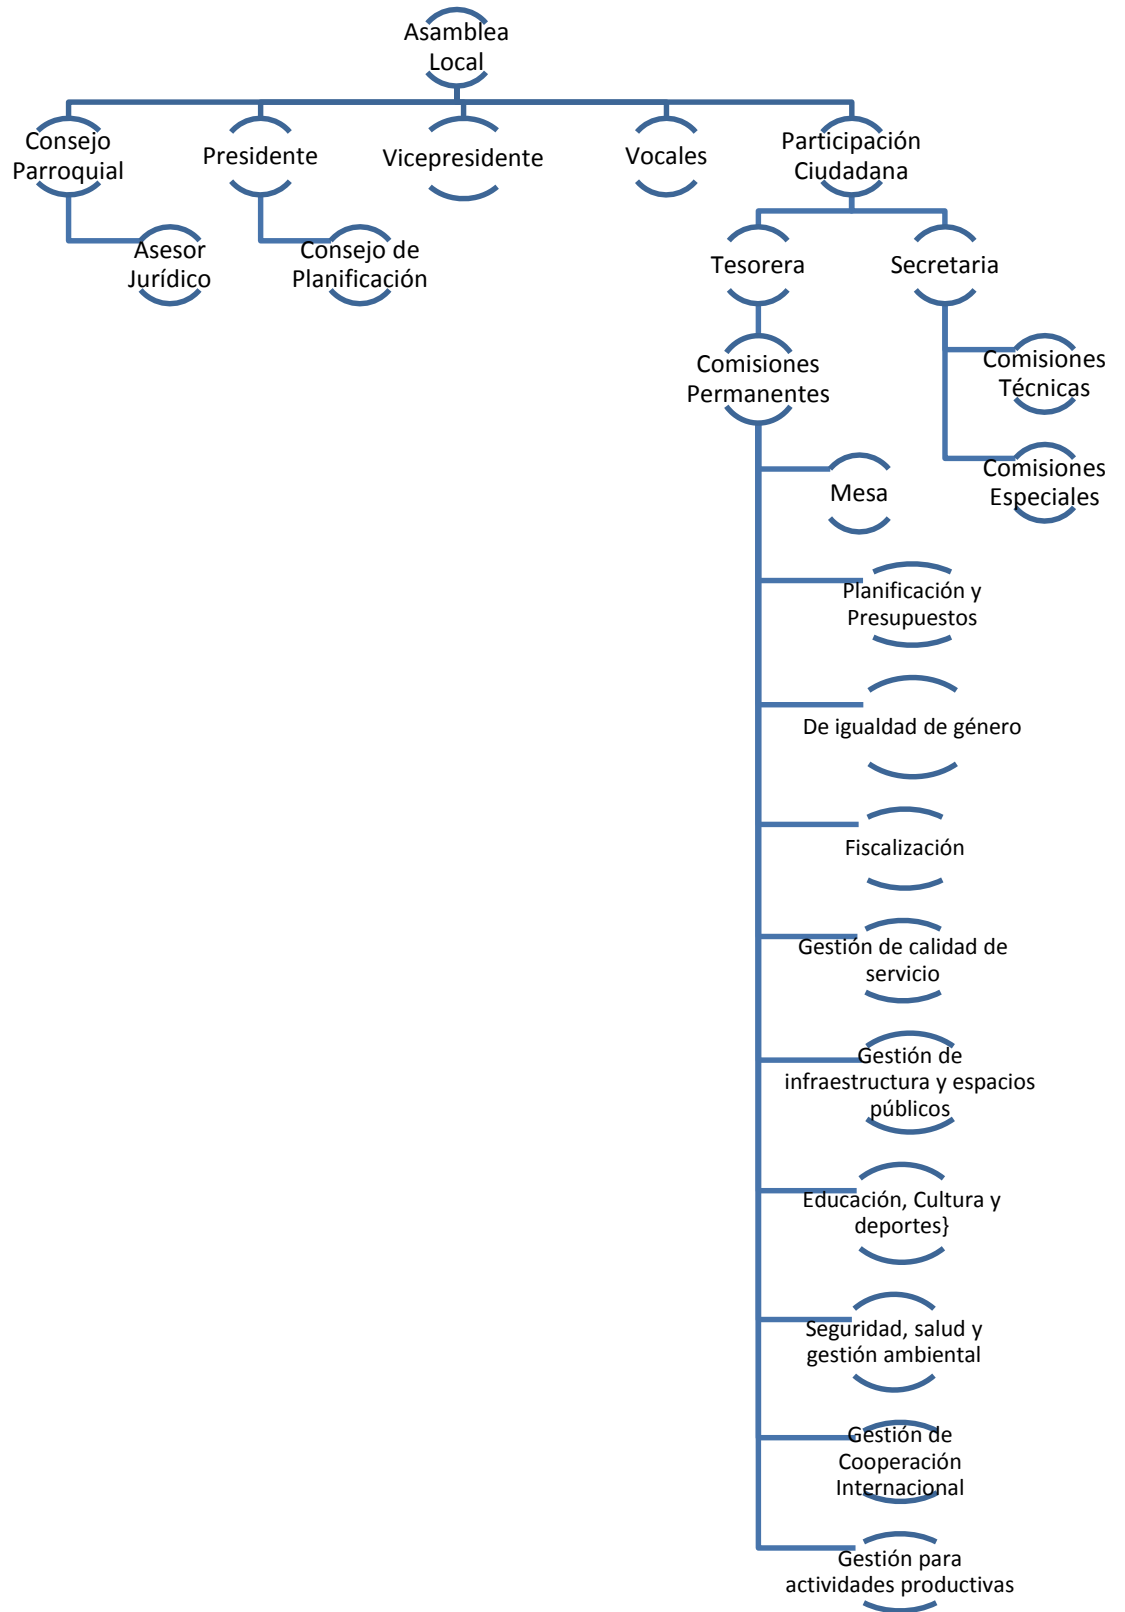 Asamblea
Local
Consejo
Parroquial
Presidente
Vicepresidente
Vocales
Participación
Ciudadana
Asesor
Jurídico
Consejo de
Planificación
Tesorera
Secretaria
Comisiones
Permanentes
Comisiones
Técnicas
Comisiones
Especiales
Mesa
Planificación y
Presupuestos
De igualdad de género
Fiscalización
Gestión de calidad de
servicio
Gestión de
infraestructura y espacios
públicos
Educación, Cultura y
deportes}
Seguridad, salud y
gestión ambiental
Gestión de
Cooperación
Internacional
Gestión para
actividades productivas